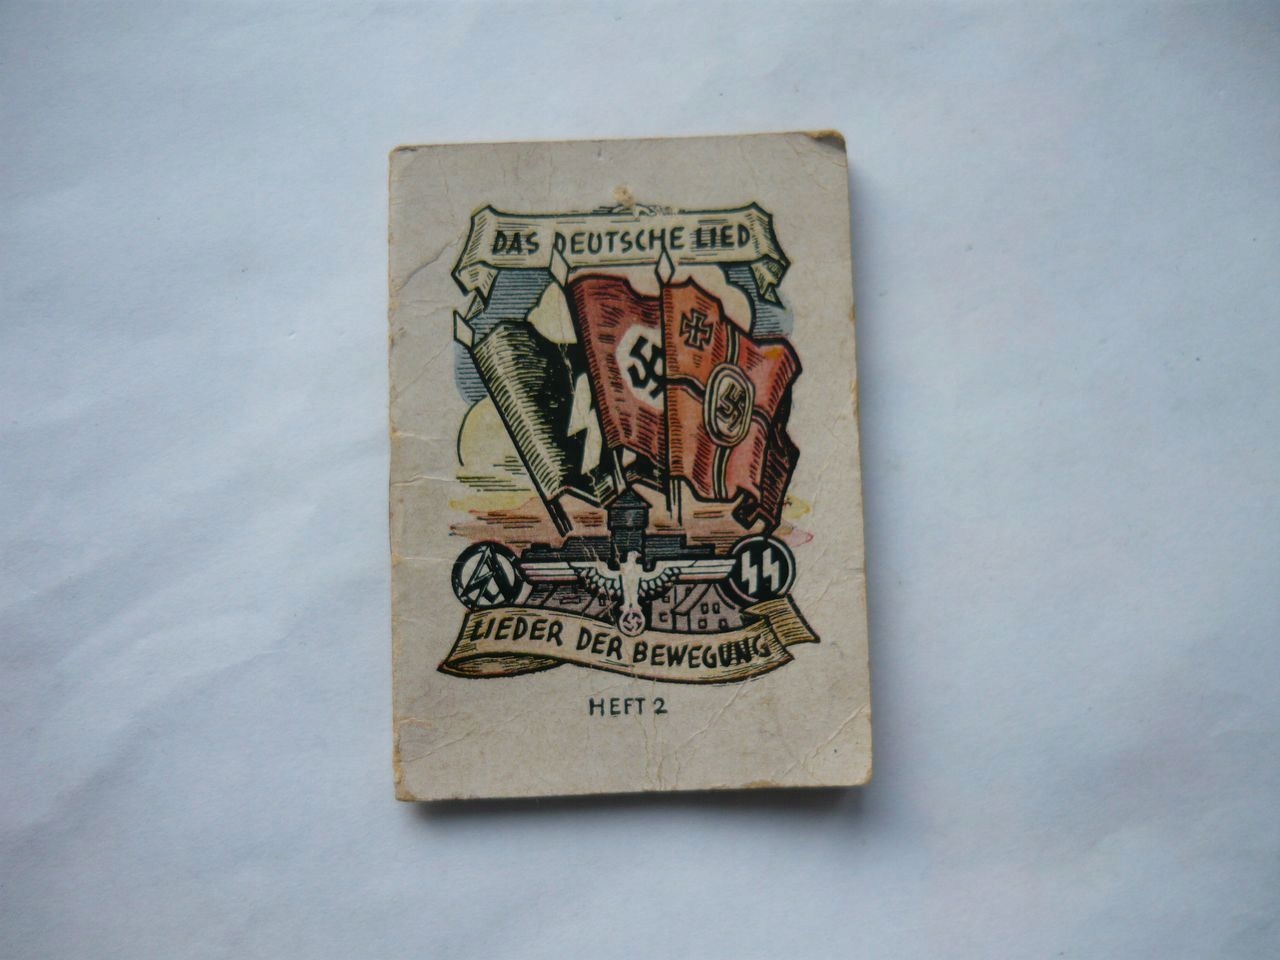 DAS DEUTSCHE LIED
LIEDER DER BEWEGUNG
HEFT 2